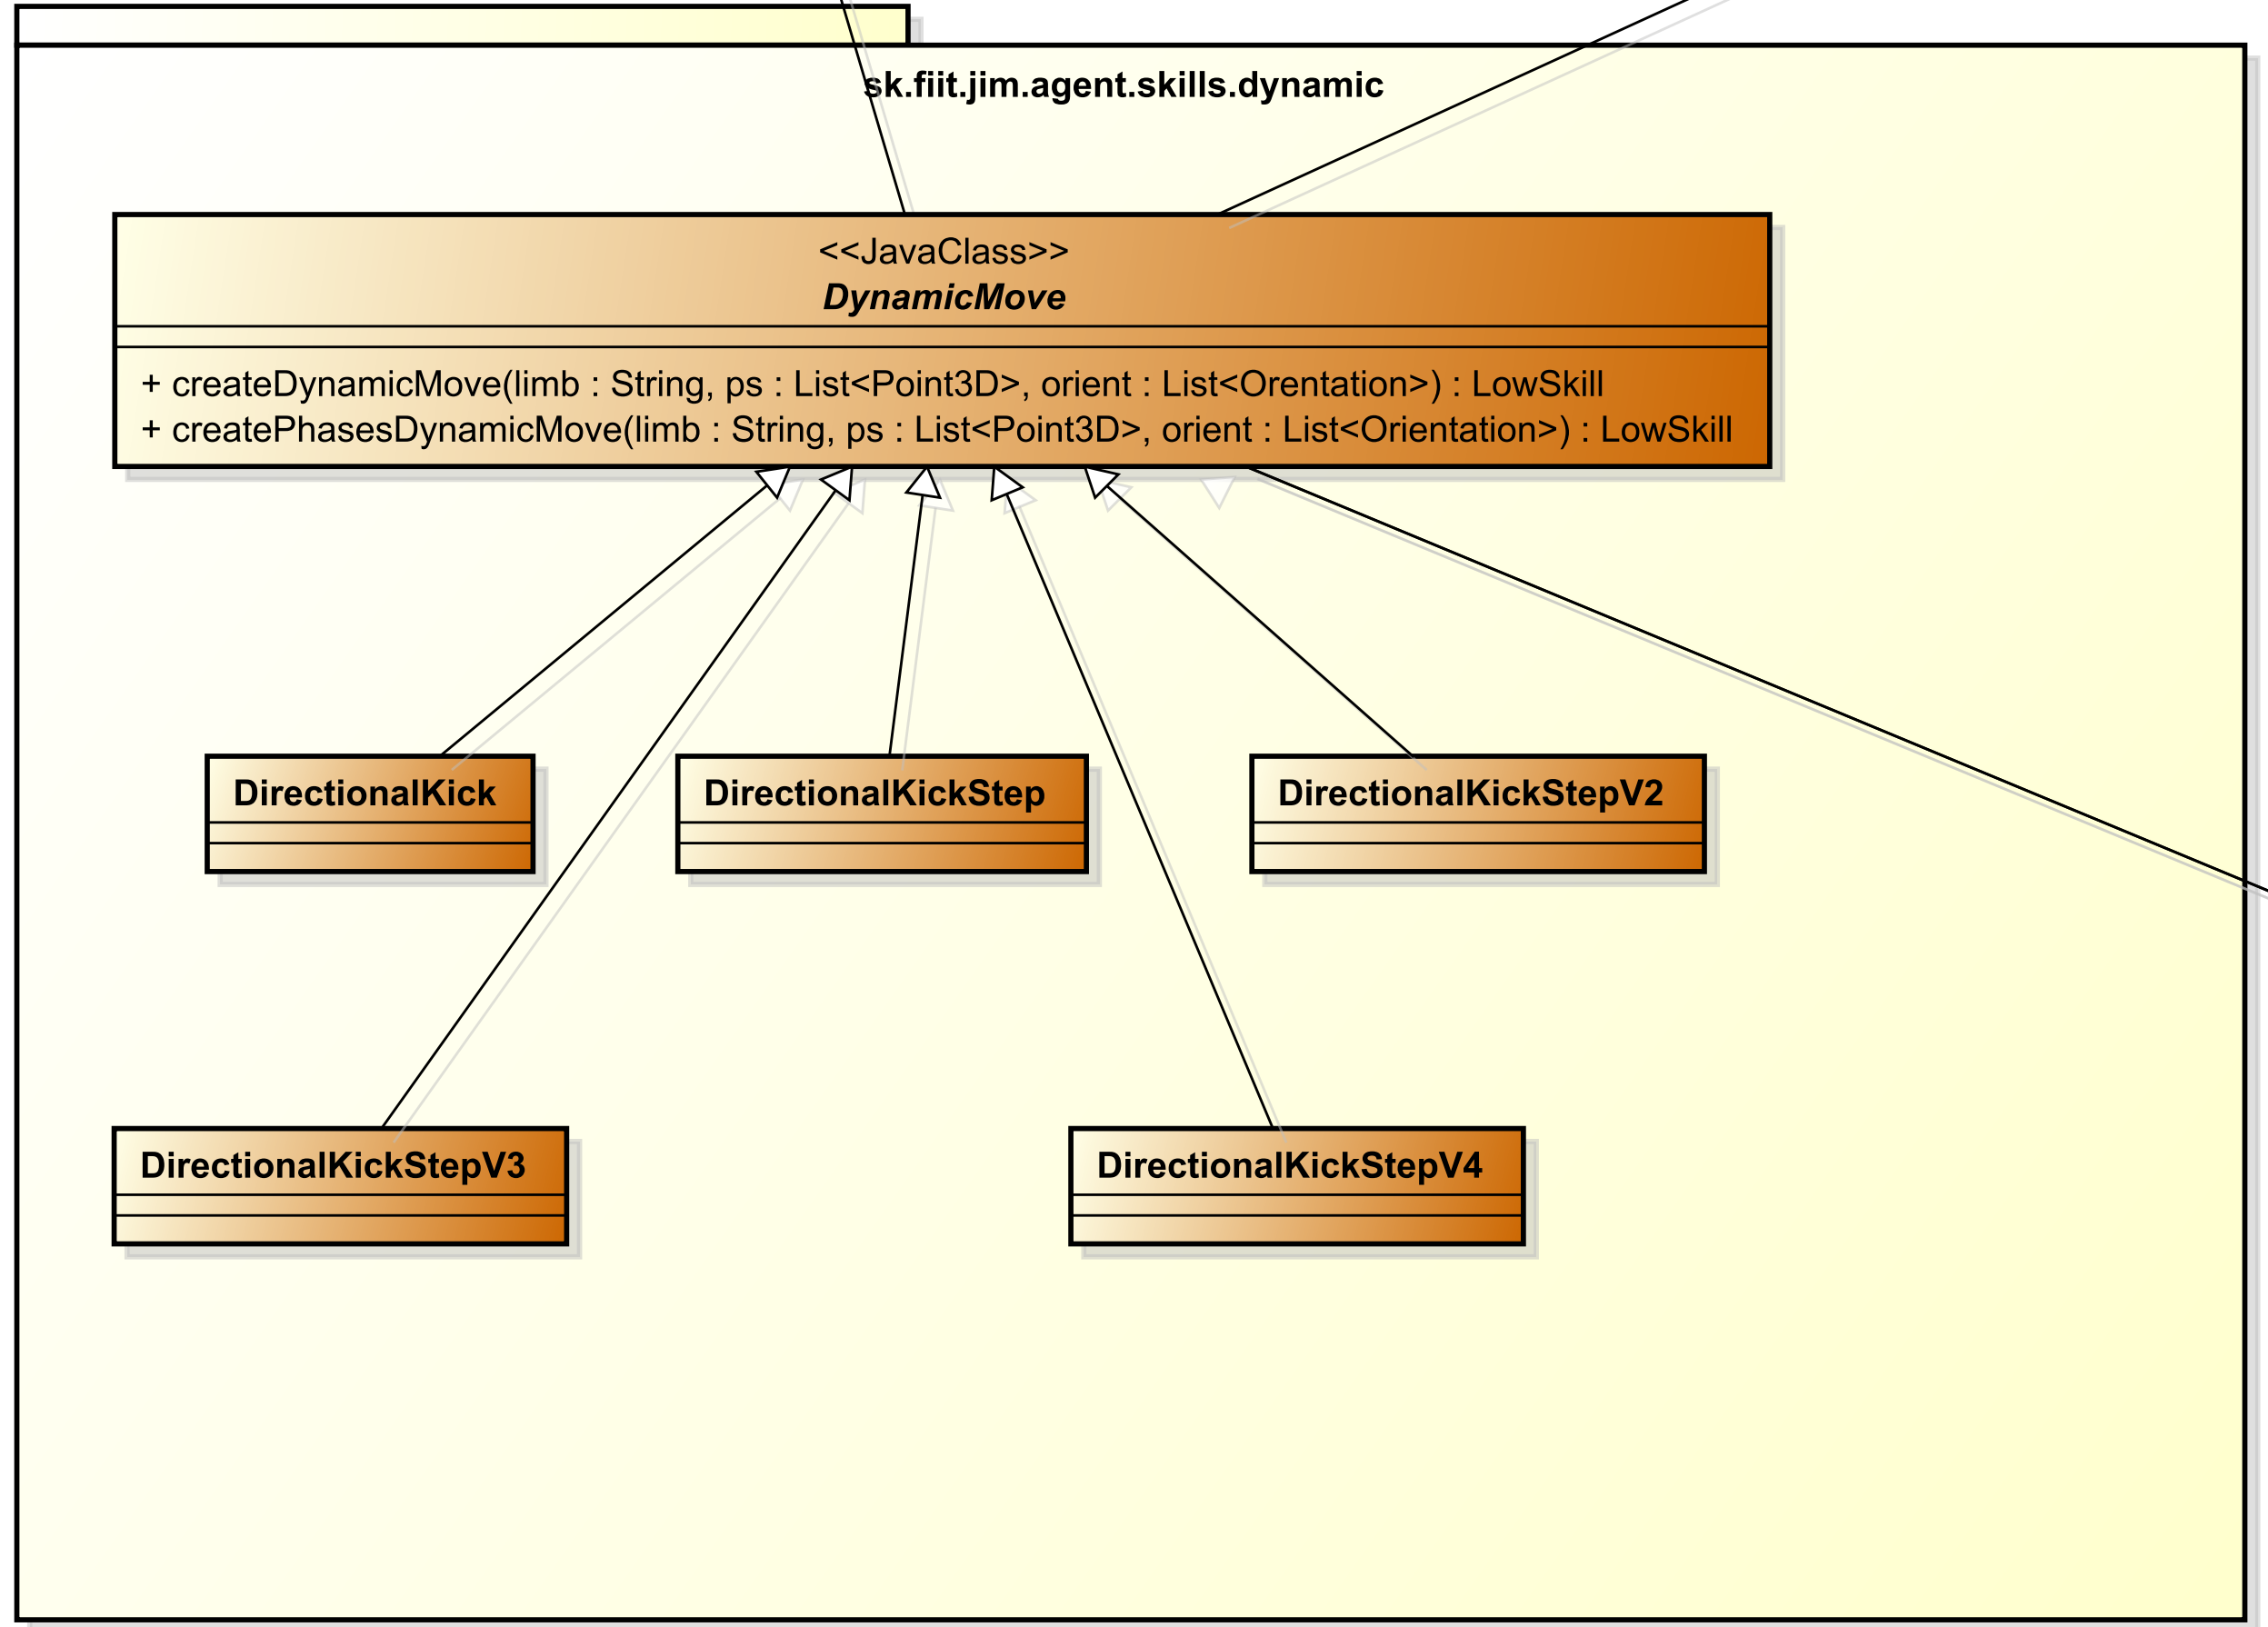 sk.fiit.jim.agent.skills.dynamic
<<JavaClass>>
DynamicMove
+ createDynamicMove(limb : String, ps : List<Point3D>, orient : List<Orentation>) : LowSkill
+ createPhasesDynamicMove(limb : String, ps : List<Point3D>, orient : List<Orientation>) : LowSkill
DirectionalKick
DirectionalKickStep
DirectionalKickStepV2
DirectionalKickStepV3
DirectionalKickStepV4